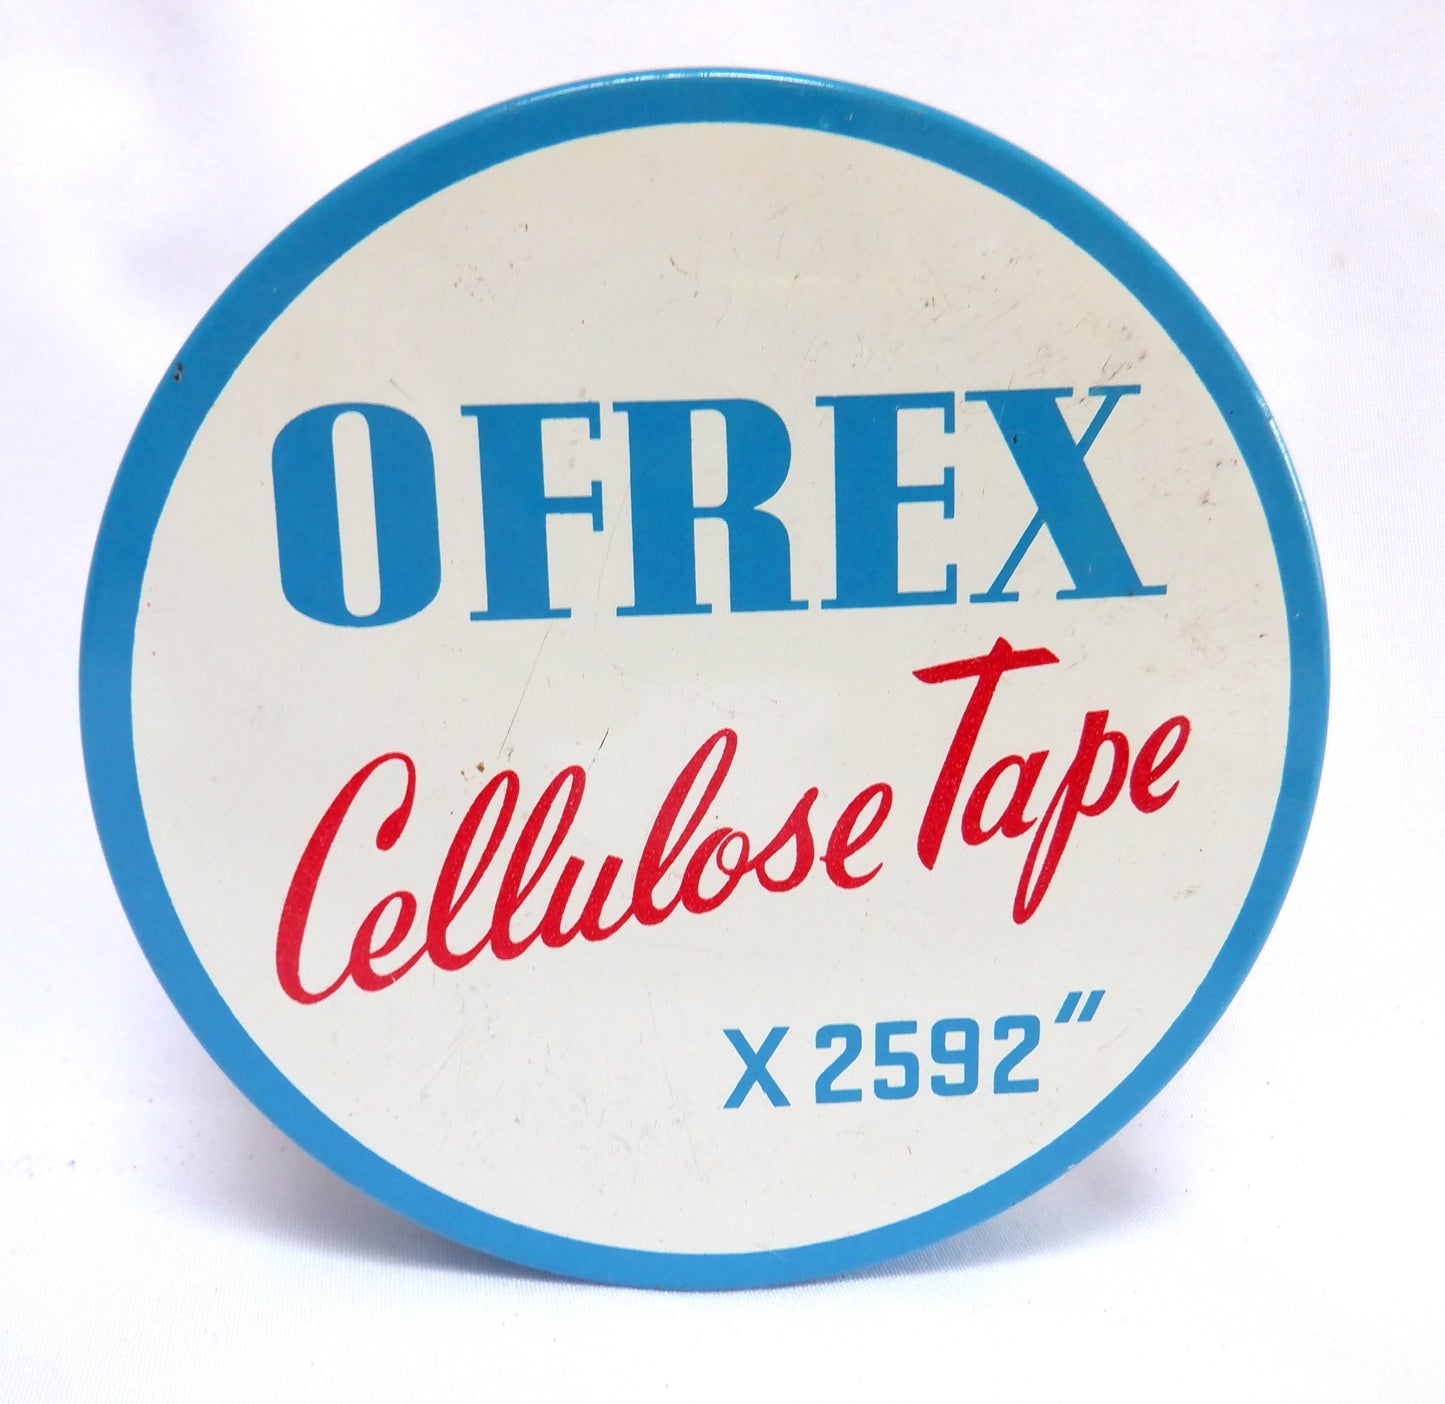 OFREX
Cellulose Tape
X 2592"